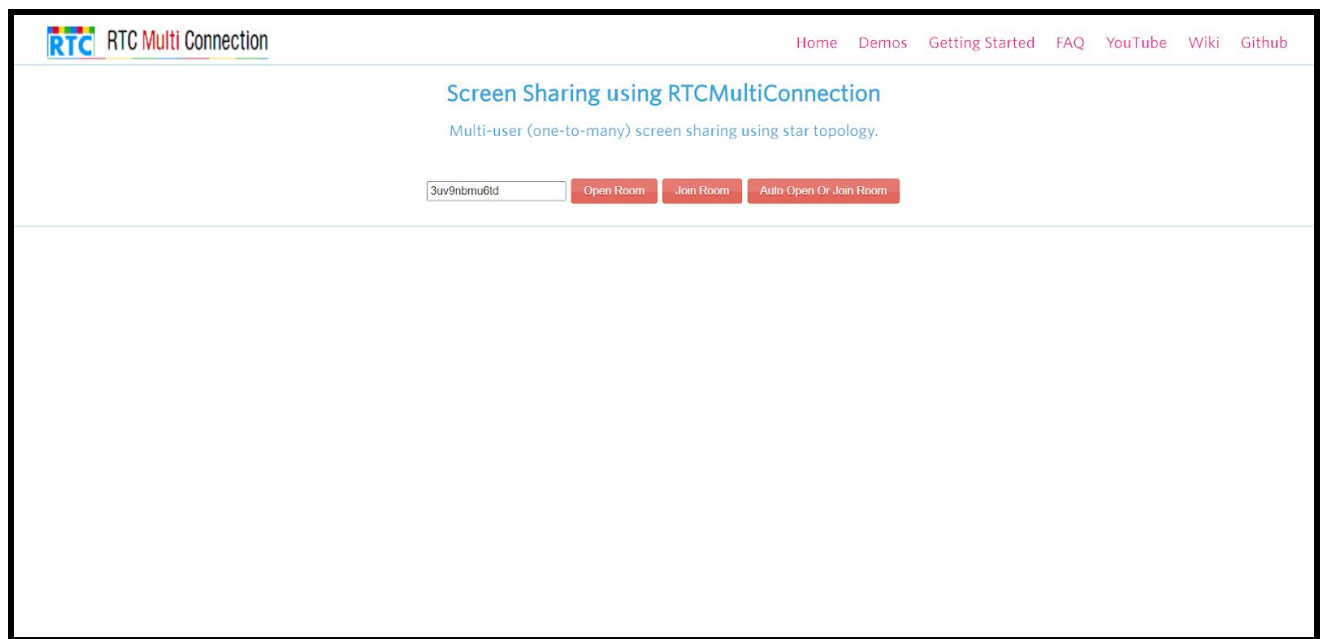 RTC RTC Multi Connection
Home Demos Getting Started FAQ YouTube Wiki Github
Screen Sharing using RTCMultiConnection
Multi-user (one-to-many) screen sharing using star topology.
3uv9nbmu6td Open Room Join Room Auto Open Or Join Room